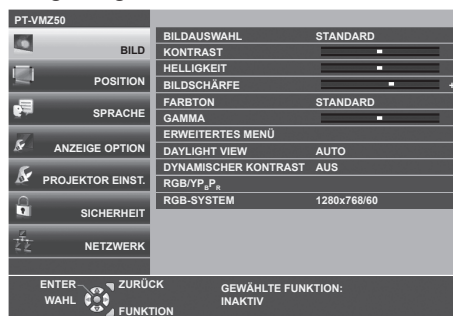 PT-VMZ50
BILD
POSITION
SPRACHE
ANZEIGE OPTION
PROJEKTOR EINST.
SICHERHEIT
NETZWERK
BILDAUSWAHL STANDARD
KONTRAST
HELLIGKEIT
BILDSCHÄRFE +
FARBTON STANDARD
GAMMA
ERWEITERTES MENÜ
DAYLIGHT VIEW AUTO
DYNAMISCHER KONTRAST AUS
RGB/YPBPR
RGB-SYSTEM 1280x768/60
ENTER ZURÜCK
WAHL
FUNKTION
GEWÄHLTE FUNKTION:
INAKTIV